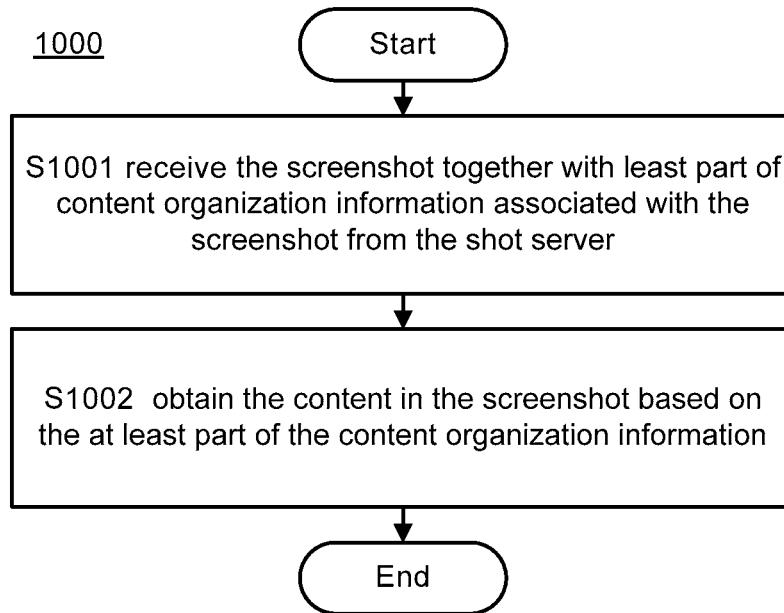 1000
Start
S1001 receive the screenshot together with least part of
content organization information associated with the
screenshot from the shot server
S1002 obtain the content in the screenshot based on
the at least part of the content organization information
End